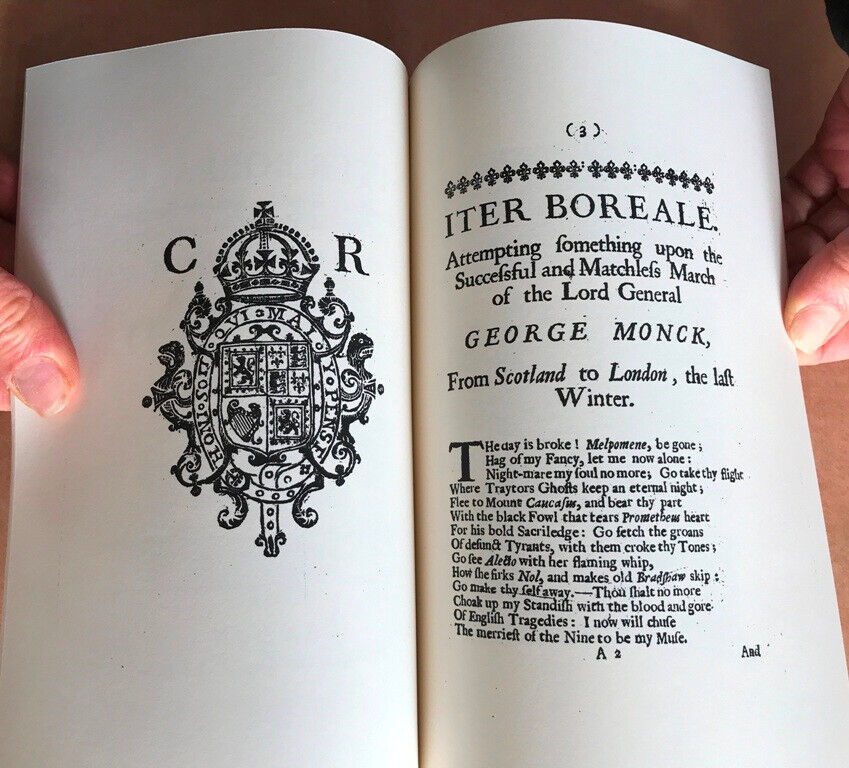 C R
HONI·SOIT·QVI·MAL·Y·PENSE
(3)
ITER BOREALE.
Attempting ſomething upon the
Succeſsful and Matchleſs March
of the Lord General
GEORGE MONCK,
From Scotland to London, the laſt
Winter.
THe day is broke! Melpomene, be gone;
Hag of my Fancy, let me now alone:
Night-mare my ſoul no more; Go take thy flight
Where Traytors Ghoſts keep an eternal night;
Flee to Mount Caucaſus, and bear thy part
With the black Fowl that tears Prometheus heart
For his bold Sacriledge: Go fetch the groans
Of defunct Tyrants, with them croke thy Tones;
Go ſee Alecto with her flaming whip,
How ſhe firks Nol, and makes old Bradſhaw skip:
Go make thy ſelf away.—Thou ſhalt no more
Choak up my Standiſh with the blood and gore
Of Engliſh Tragedies: I now will chuſe
The merrieſt of the Nine to be my Muſe.
A 2
And